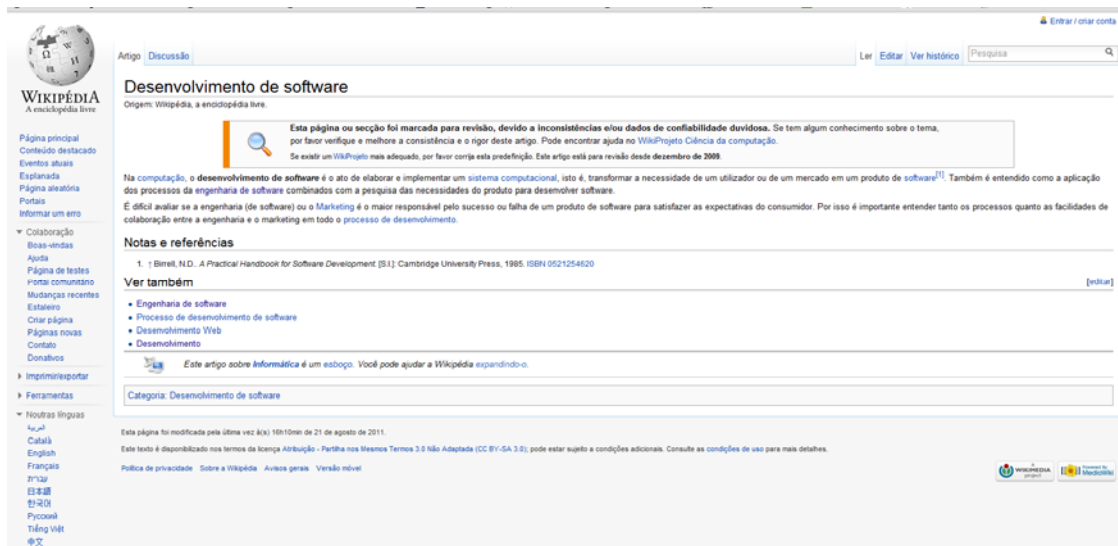 Entrar / criar conta
Artigo Discussão Ler Editar Ver histórico Pesquisa
WIKIPÉDIA
A enciclopédia livre
Desenvolvimento de software
Origem: Wikipédia, a enciclopédia livre.
Esta página ou secção foi marcada para revisão, devido a inconsistências e/ou dados de confiabilidade duvidosa. Se tem algum conhecimento sobre o tema,
por favor verifique e melhore a consistência e o rigor deste artigo. Pode encontrar ajuda no WikiProjeto Ciência da computação.
Se existir um WikiProjeto mais adequado, por favor corrija esta predefinição. Este artigo está para revisão desde dezembro de 2009.
Na computação, o desenvolvimento de software é o ato de elaborar e implementar um sistema computacional, isto é, transformar a necessidade de um utilizador ou de um mercado em um produto de software[1]. Também é entendido como a aplicação
dos processos da engenharia de software combinados com a pesquisa das necessidades do produto para desenvolver software.
É difícil avaliar se a engenharia (de software) ou o Marketing é o maior responsável pelo sucesso ou falha de um produto de software para satisfazer as expectativas do consumidor. Por isso é importante entender tanto os processos quanto as facilidades de
colaboração entre a engenharia e o marketing em todo o processo de desenvolvimento.
Notas e referências
1. ↑ Birrell, N.D.. A Practical Handbook for Software Development. [S.l.]: Cambridge University Press, 1985. ISBN 0521254620
Ver também [editar]
• Engenharia de software
• Processo de desenvolvimento de software
• Desenvolvimento Web
• Desenvolvimento
Este artigo sobre Informática é um esboço. Você pode ajudar a Wikipédia expandindo-o.
Categoria: Desenvolvimento de software
Esta página foi modificada pela última vez à(s) 16h10min de 21 de agosto de 2011.
Este texto é disponibilizado nos termos da licença Atribuição - Partilha nos Mesmos Termos 3.0 Não Adaptada (CC BY-SA 3.0); pode estar sujeito a condições adicionais. Consulte as condições de uso para mais detalhes.
Política de privacidade Sobre a Wikipédia Avisos gerais Versão móvel
WIKIMEDIA
project
Powered By
MediaWiki
Página principal
Conteúdo destacado
Eventos atuais
Esplanada
Página aleatória
Portais
Informar um erro
Colaboração
Boas-vindas
Ajuda
Página de testes
Portal comunitário
Mudanças recentes
Estaleiro
Criar página
Páginas novas
Contato
Donativos
Imprimir/exportar
Ferramentas
Noutras línguas
العربية
Català
English
Français
עברית
日本語
한국어
Русский
Tiếng Việt
中文